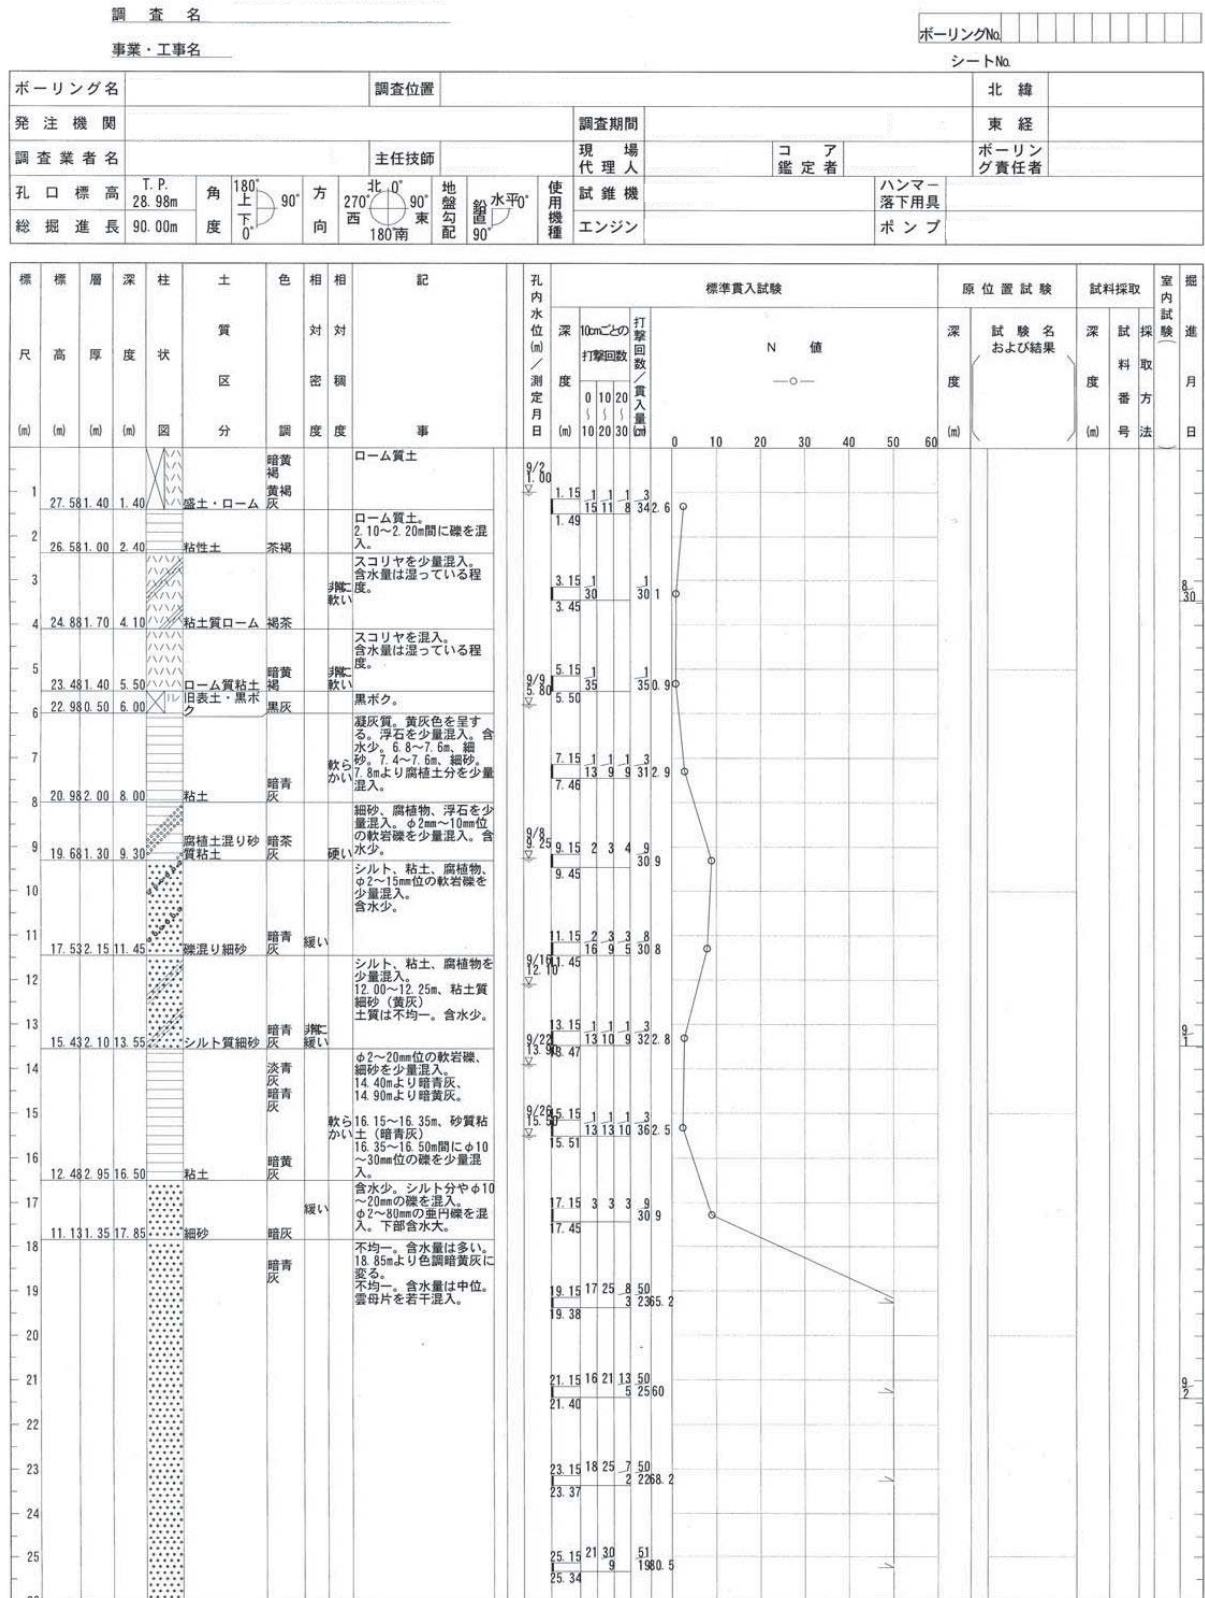 調査名
事業・工事名
ボーリングNo.
シートNo.
ボーリング名 調査位置 北緯
発注機関 調査期間 東経
調査業者名 主任技師 現場代理人 コア鑑定者 ボーリング責任者
孔口標高 T.P. 28.98m 角度 180° 上 下 0° 90° 方向 北 0° 270° 西 90° 東 180°南 地盤勾配 鉛直 90° 水平0° 使用機種 試錐機 ハンマー落下用具
総掘進長 90.00m エンジン ポンプ
標尺(m) 標高(m) 層厚(m) 深度(m) 柱状図 土質区分 色調 相対密度 相対稠度 記事 孔内水位(m)/測定月日 標準貫入試験 原位置試験 試料採取 室内試験( ) 掘進月日
深度(m) 10cmごとの打撃回数 0〜10 10〜20 20〜30 打撃回数/貫入量(cm) N値 —○— 深度(m) 試験名および結果 深度(m) 試料番号 採取方法
0 10 20 30 40 50 60
1 27.58 1.40 1.40 盛土・ローム 暗黄褐 黄褐灰 ローム質土
9/2 1.00
1.15 1 1 1 3
15 11 8 34 2.6
1.49
2 26.58 1.00 2.40 粘性土 茶褐 ローム質土。
2.10〜2.20m間に礫を混
入。
3 4 24.88 1.70 4.10 粘土質ローム 褐茶 非常に軟い スコリヤを少量混入。
含水量は湿っている程
度。
3.15 1 1
30 30 1
3.45
8/30
5 23.48 1.40 5.50 ローム質粘土 暗黄褐 非常に軟い スコリヤを混入。
含水量は湿っている程
度。
9/9 5.80
5.15 1 1
35 35 0.9
5.50
6 22.98 0.50 6.00 旧表土・黒ボク 黒灰 黒ボク。
7 8 20.98 2.00 8.00 粘土 暗青灰 軟らかい 凝灰質。黄灰色を呈す
る。浮石を少量混入。含
水少。6.8〜7.6m、細
砂。7.4〜7.6m、細砂。
7.8mより腐植土分を少量
混入。
7.15 1 1 1 3
13 9 9 31 2.9
7.46
9 19.68 1.30 9.30 腐植土混り砂質粘土 暗茶灰 硬い 細砂、腐植物、浮石を少
量混入。φ2mm〜10mm位
の軟岩礫を少量混入。含
水少。
9/8 9.25
9.15 2 3 4 9
30 9
9.45
10 11 17.53 2.15 11.45 礫混り細砂 暗青灰 緩い シルト、粘土、腐植物、
φ2〜15mm位の軟岩礫を
少量混入。
含水少。
11.15 2 3 3 8
16 9 5 30 8
11.45
12 13 15.43 2.10 13.55 シルト質細砂 暗青灰 非常に緩い シルト、粘土、腐植物を
少量混入。
12.00〜12.25m、粘土質
細砂（黄灰）
土質は不均一。含水少。
9/16 12.10
13.15 1 1 1 3
13 10 9 32 2.8
13.47
9/22 13.90
9/1
14 15 16 12.48 2.95 16.50 粘土 淡青灰 暗青灰 暗黄灰 軟らかい φ2〜20mm位の軟岩礫、
細砂を少量混入。
14.40mより暗青灰、
14.90mより暗黄灰。
16.15〜16.35m、砂質粘
土（暗青灰）
16.35〜16.50m間にφ10
〜30mm位の礫を少量混
入。
9/26 15.50
15.15 1 1 1 3
13 13 10 36 2.5
15.51
17 11.13 1.35 17.85 細砂 暗灰 緩い 含水少。シルト分やφ10
〜20mmの礫を混入。
φ2〜80mmの亜円礫を混
入。下部含水大。
17.15 3 3 3 9
30 9
17.45
18 暗青灰 不均一。含水量は多い。
18.85mより色調暗黄灰に
変る。
不均一。含水量は中位。
雲母片を若干混入。
19
19.15 17 25 8 50
3 23 65.2
19.38
20
21
21.15 16 21 13 50
5 25 60
21.40
9/2
22
23
23.15 18 25 7 50
2 22 68.2
23.37
24
25
25.15 21 30 51
9 19 80.5
25.34